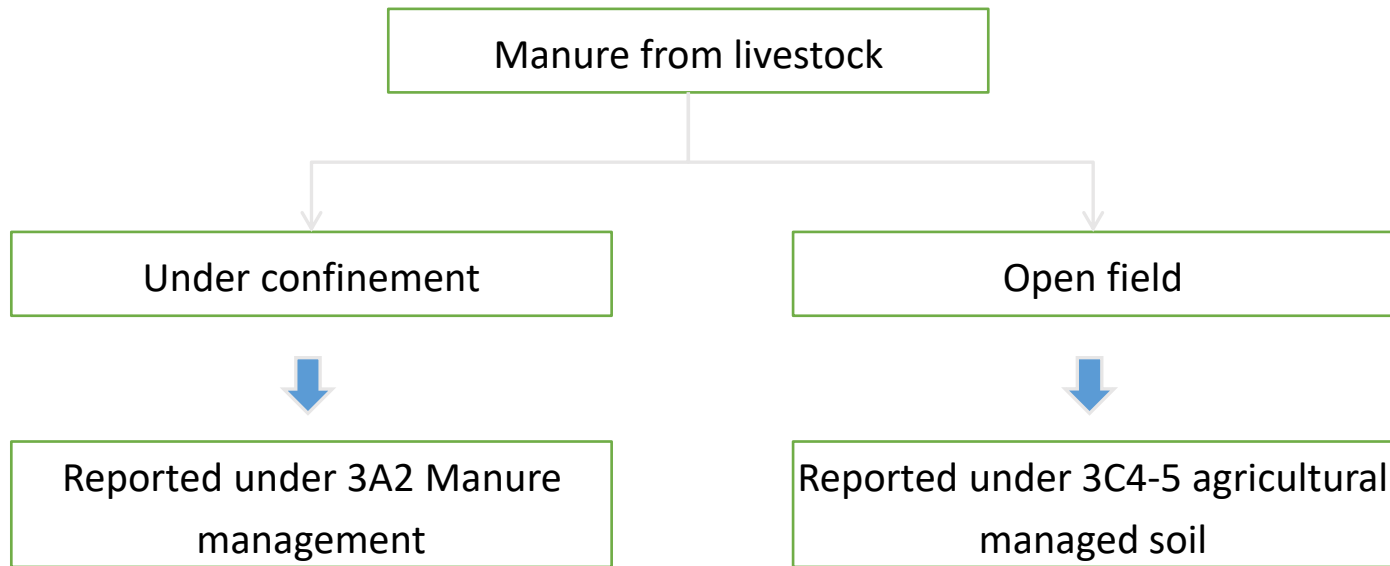 Manure from livestock
Under confinement
Open field
Reported under 3A2 Manure
management
Reported under 3C4-5 agricultural
managed soil